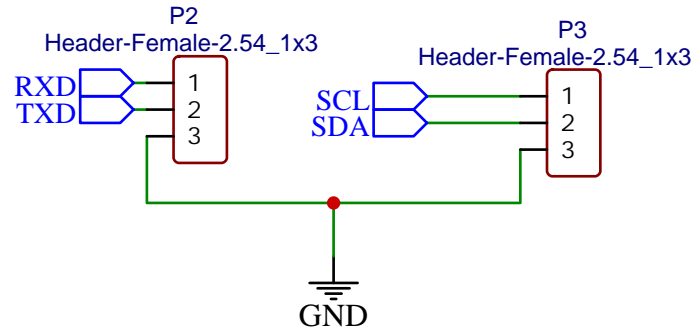 P2
Header-Female-2.54_1x3
RXD
TXD
1
2
3
P3
Header-Female-2.54_1x3
SCL
SDA
1
2
3
GND